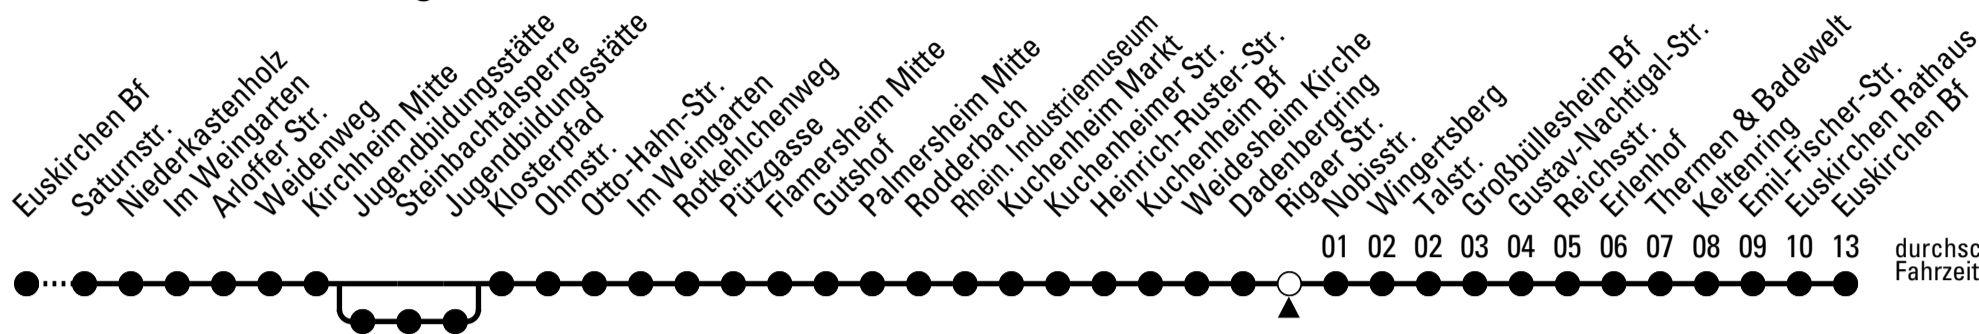 Euskirchen Bf
Saturnstr.
Niederkastenholz
Im Weingarten
Arloffer Str.
Weidenweg
Kirchheim Mitte
Jugendbildungsstätte
Steinbachtalsperre
Jugendbildungsstätte
Klosterpfad
Ohmstr.
Otto-Hahn-Str.
Im Weingarten
Rotkehlchenweg
Pützgasse
Flamersheim Mitte
Gutshof
Palmersheim Mitte
Rodderbach
Rhein. Industriemuseum
Kuchenheim Markt
Kuchenheimer Str.
Heinrich-Ruster-Str.
Kuchenheim Bf
Weidesheim Kirche
Dadenbergring
Rigaer Str.
Nobisstr.
Wingertsberg
Talstr.
Großbüllesheim Bf
Gustav-Nachtigal-Str.
Reichsstr.
Erlenhof
Thermen & Badewelt
Keltenring
Emil-Fischer-Str.
Euskirchen Rathaus
Euskirchen Bf
01 02 02 03 04 05 06 07 08 09 10 13
durchsc
Fahrzeit